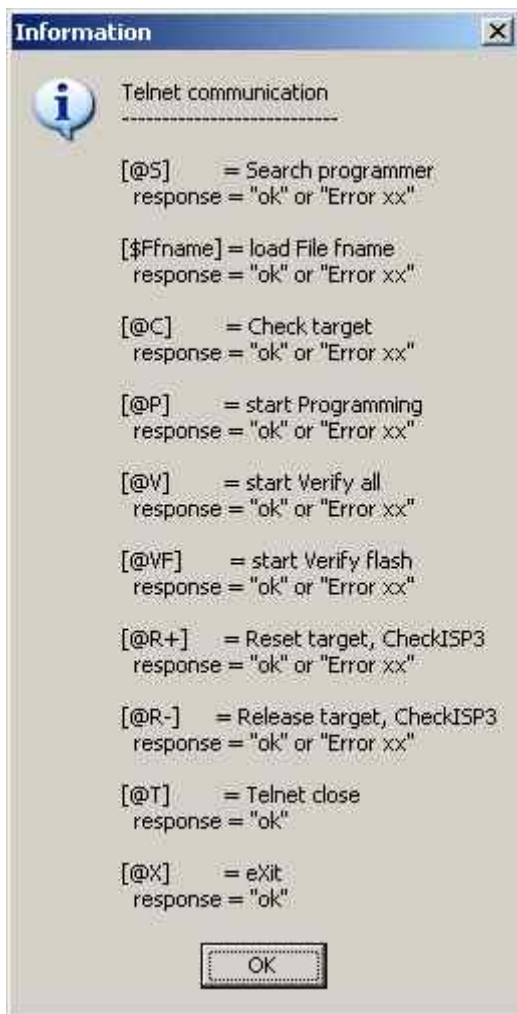 Information
Telnet communication
---------------------------
[@S] = Search programmer
response = "ok" or "Error xx"
[$Ffname] = load File fname
response = "ok" or "Error xx"
[@C] = Check target
response = "ok" or "Error xx"
[@P] = start Programming
response = "ok" or "Error xx"
[@V] = start Verify all
response = "ok" or "Error xx"
[@VF] = start Verify flash
response = "ok" or "Error xx"
[@R+] = Reset target, CheckISP3
response = "ok" or "Error xx"
[@R-] = Release target, CheckISP3
response = "ok" or "Error xx"
[@T] = Telnet close
response = "ok"
[@X] = eXit
response = "ok"
OK